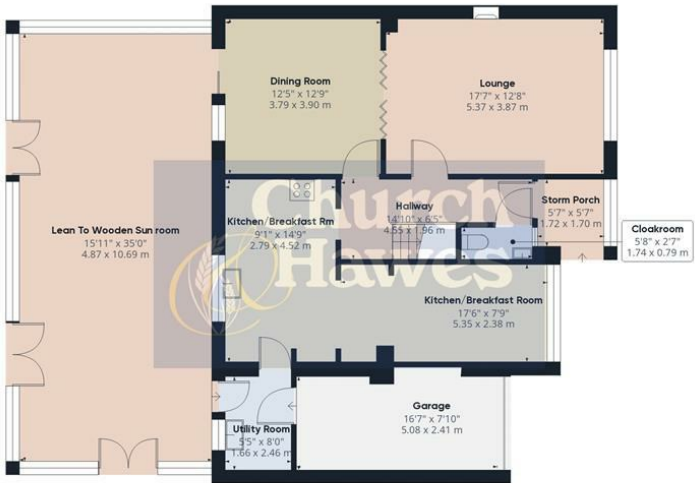 Dining Room
12'5" x 12'9"
3.79 x 3.90 m
Lounge
17'7" x 12'8"
5.37 x 3.87 m
Lean To Wooden Sun room
15'11" x 35'0"
4.87 x 10.69 m
Kitchen/Breakfast Rm
9'1" x 14'9"
2.79 x 4.52 m
Hallway
14'10" x 6'5"
4.55 x 1.96 m
Storm Porch
5'7" x 5'7"
1.72 x 1.70 m
Cloakroom
5'8" x 2'7"
1.74 x 0.79 m
Church
& Hawes
Kitchen/Breakfast Room
17'6" x 7'9"
5.35 x 2.38 m
Utility Room
5'5" x 8'0"
1.66 x 2.46 m
Garage
16'7" x 7'10"
5.08 x 2.41 m